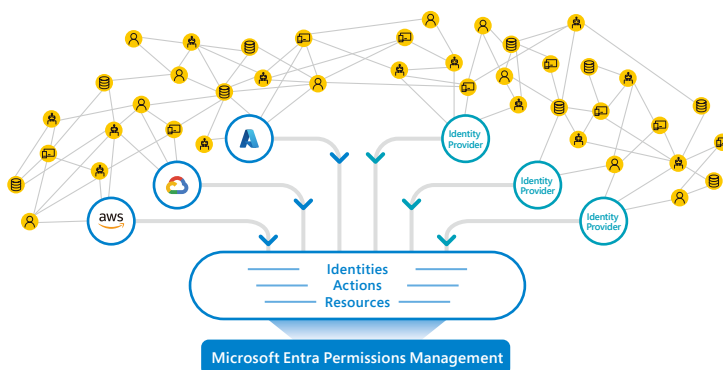 Identity
Provider
Identity
Provider
aws
Identity
Provider
Identities
Actions
Resources
Microsoft Entra Permissions Management